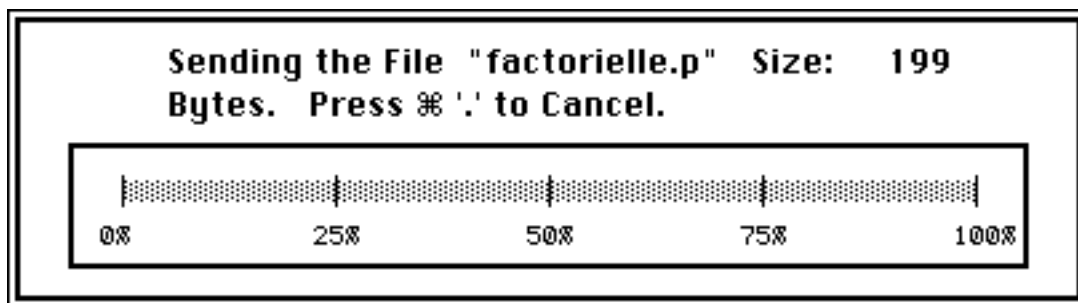 Sending the File "factorielle.p" Size: 199
Bytes. Press ⌘ '.' to Cancel.
0% 25% 50% 75% 100%